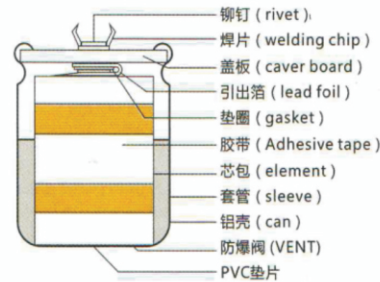 铆钉 ( rivet )
焊片 ( welding chip )
盖板 ( caver board )
引出箔 ( lead foil )
垫圈 ( gasket )
胶带 ( Adhesive tape )
芯包 ( element )
套管 ( sleeve )
铝壳 ( can )
防爆阀 (VENT)
PVC垫片